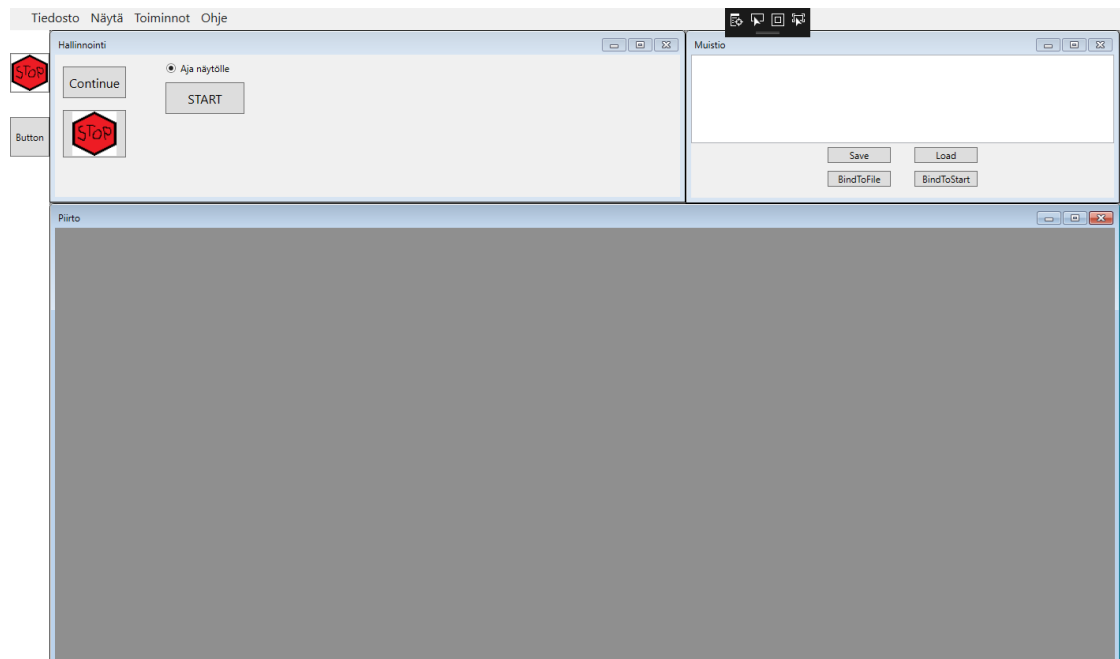 Tiedosto Näytä Toiminnot Ohje
Hallinnointi
Muistio
STOP
Continue
Aja näytölle
START
STOP
Button
Save Load
BindToFile BindToStart
Piirto